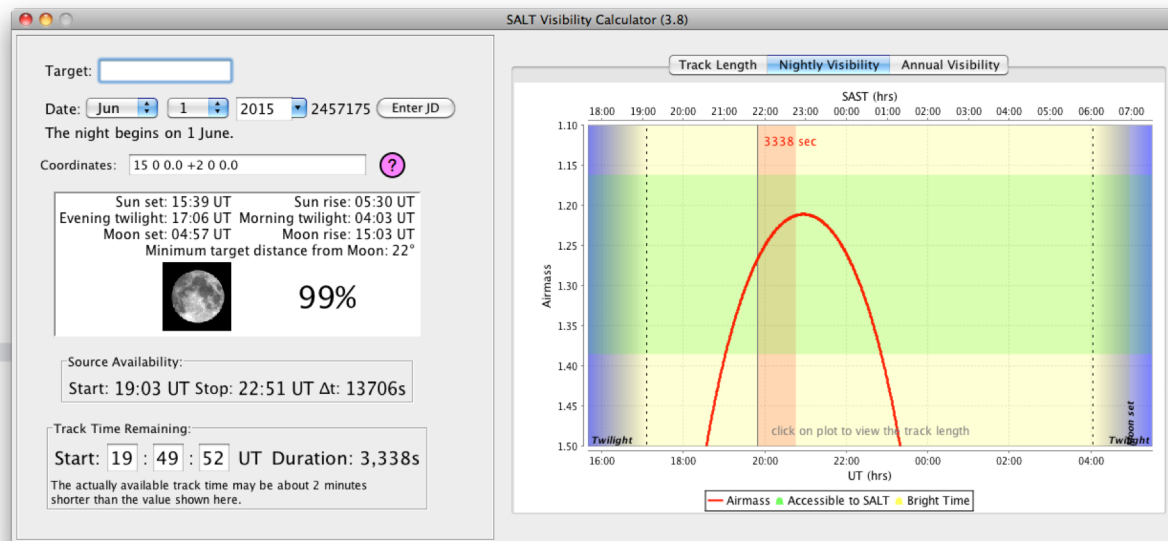 SALT Visibility Calculator (3.8)
Target:
Date: Jun 1 2015 2457175 Enter JD
The night begins on 1 June.
Coordinates: 15 0 0.0 +2 0 0.0 ?
Sun set: 15:39 UT Sun rise: 05:30 UT
Evening twilight: 17:06 UT Morning twilight: 04:03 UT
Moon set: 04:57 UT Moon rise: 15:03 UT
Minimum target distance from Moon: 22°
99%
Source Availability:
Start: 19:03 UT Stop: 22:51 UT Δt: 13706s
Track Time Remaining:
Start: 19 : 49 : 52 UT Duration: 3,338s
The actually available track time may be about 2 minutes
shorter than the value shown here.
Track Length Nightly Visibility Annual Visibility
SAST (hrs)
18:00 19:00 20:00 21:00 22:00 23:00 00:00 01:00 02:00 03:00 04:00 05:00 06:00 07:00
3338 sec
Airmass
1.10
1.15
1.20
1.25
1.30
1.35
1.40
1.45
1.50
click on plot to view the track length
Twilight
Twilight
Moon set
16:00 18:00 20:00 22:00 00:00 02:00 04:00
UT (hrs)
Airmass Accessible to SALT Bright Time